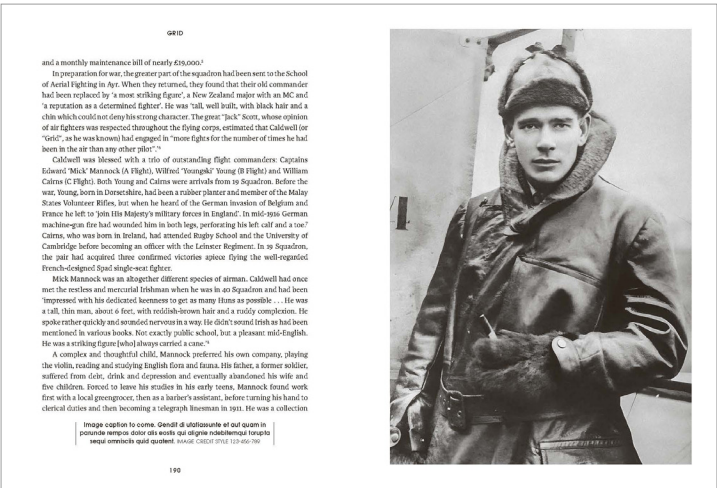 GRID
and a monthly maintenance bill of nearly £19,000.⁵
In preparation for war, the greater part of the squadron had been sent to the School
of Aerial Fighting in Ayr. When they returned, they found that their old commander
had been replaced by ‘a most striking figure’, a New Zealand major with an MC and
‘a reputation as a determined fighter’. He was ‘tall, well built, with black hair and a
chin which could not deny his strong character. The great “Jack” Scott, whose opinion
of air fighters was respected throughout the flying corps, estimated that Caldwell (or
“Grid”, as he was known) had engaged in “more fights for the number of times he had
been in the air than any other pilot”.’⁶
Caldwell was blessed with a trio of outstanding flight commanders: Captains
Edward ‘Mick’ Mannock (A Flight), Wilfred ‘Youngski’ Young (B Flight) and William
Cairns (C Flight). Both Young and Cairns were arrivals from 19 Squadron. Before the
war, Young, born in Dorsetshire, had been a rubber planter and member of the Malay
States Volunteer Rifles, but when he heard of the German invasion of Belgium and
France he left to ‘join His Majesty’s military forces in England’. In mid-1916 German
machine-gun fire had wounded him in both legs, perforating his left calf and a toe.⁷
Cairns, who was born in Ireland, had attended Rugby School and the University of
Cambridge before becoming an officer with the Leinster Regiment. In 19 Squadron,
the pair had acquired three confirmed victories apiece flying the well-regarded
French-designed Spad single-seat fighter.
Mick Mannock was an altogether different species of airman. Caldwell had once
met the restless and mercurial Irishman when he was in 40 Squadron and had been
‘impressed with his dedicated keenness to get as many Huns as possible . . . He was
a tall, thin man, about 6 feet, with reddish-brown hair and a ruddy complexion. He
spoke rather quickly and sounded nervous in a way. He didn’t sound Irish as had been
mentioned in various books. Not exactly public school, but a pleasant mid-English.
He was a striking figure [who] always carried a cane.’⁸
A complex and thoughtful child, Mannock preferred his own company, playing
the violin, reading and studying English flora and fauna. His father, a former soldier,
suffered from debt, drink and depression and eventually abandoned his wife and
five children. Forced to leave his studies in his early teens, Mannock found work
first with a local greengrocer, then as a barber’s assistant, before turning his hand to
clerical duties and then becoming a telegraph linesman in 1911. He was a collection
Image caption to come. Gendit di utatiassunte et aut quam in
parunde rempos dolor alis eostis qui alignie ndebitemqui torupta
sequi omnisciis quid quatent. IMAGE CREDIT STYLE 123-456-789
190